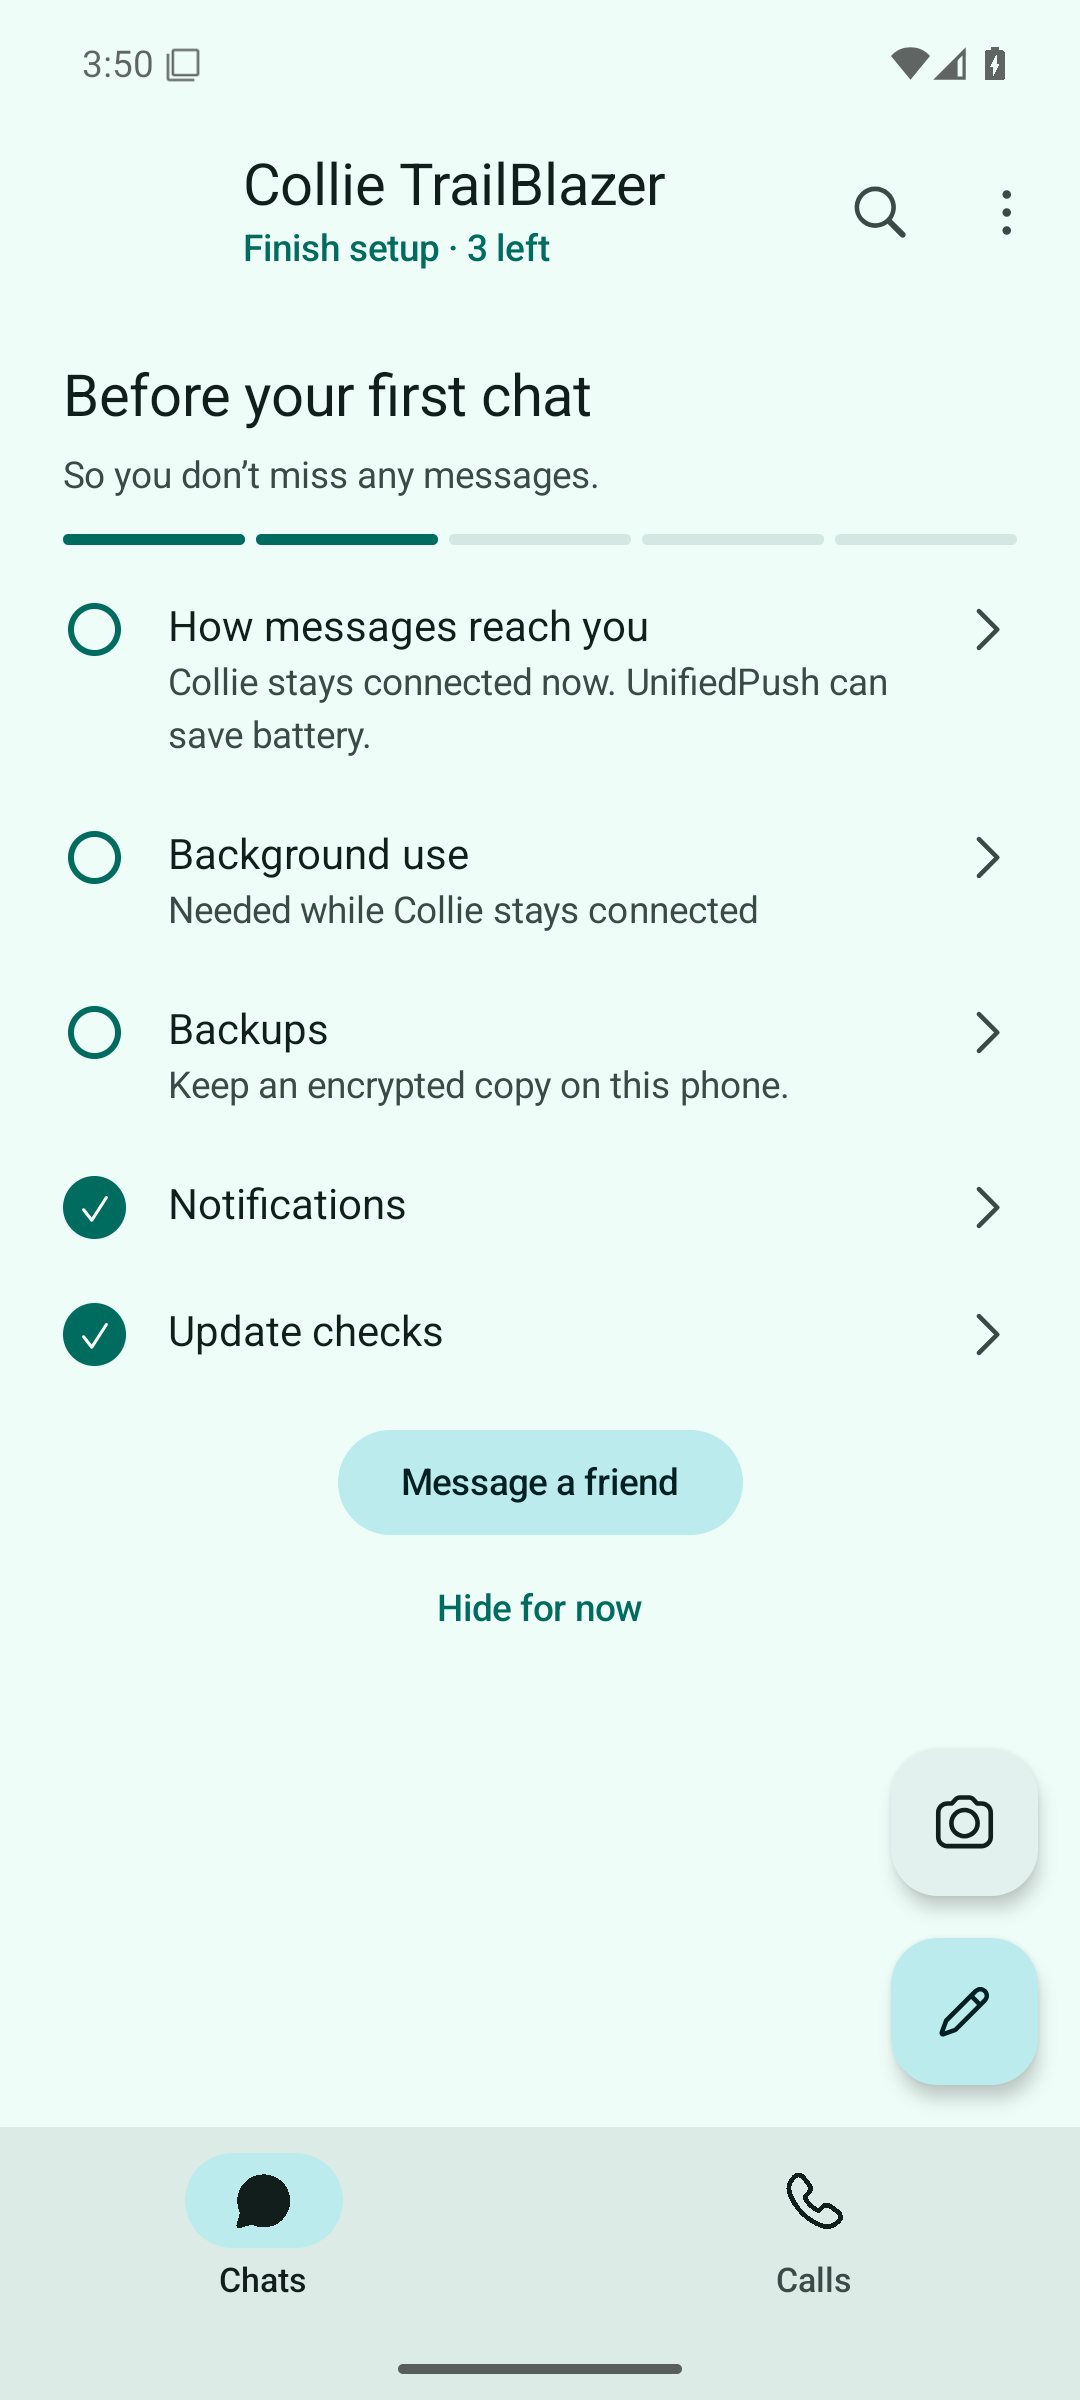 3:50
Collie TrailBlazer
Finish setup · 3 left
Before your first chat
So you don’t miss any messages.
How messages reach you
Collie stays connected now. UnifiedPush can
save battery.
Background use
Needed while Collie stays connected
Backups
Keep an encrypted copy on this phone.
Notifications
Update checks
Message a friend
Hide for now
Chats
Calls